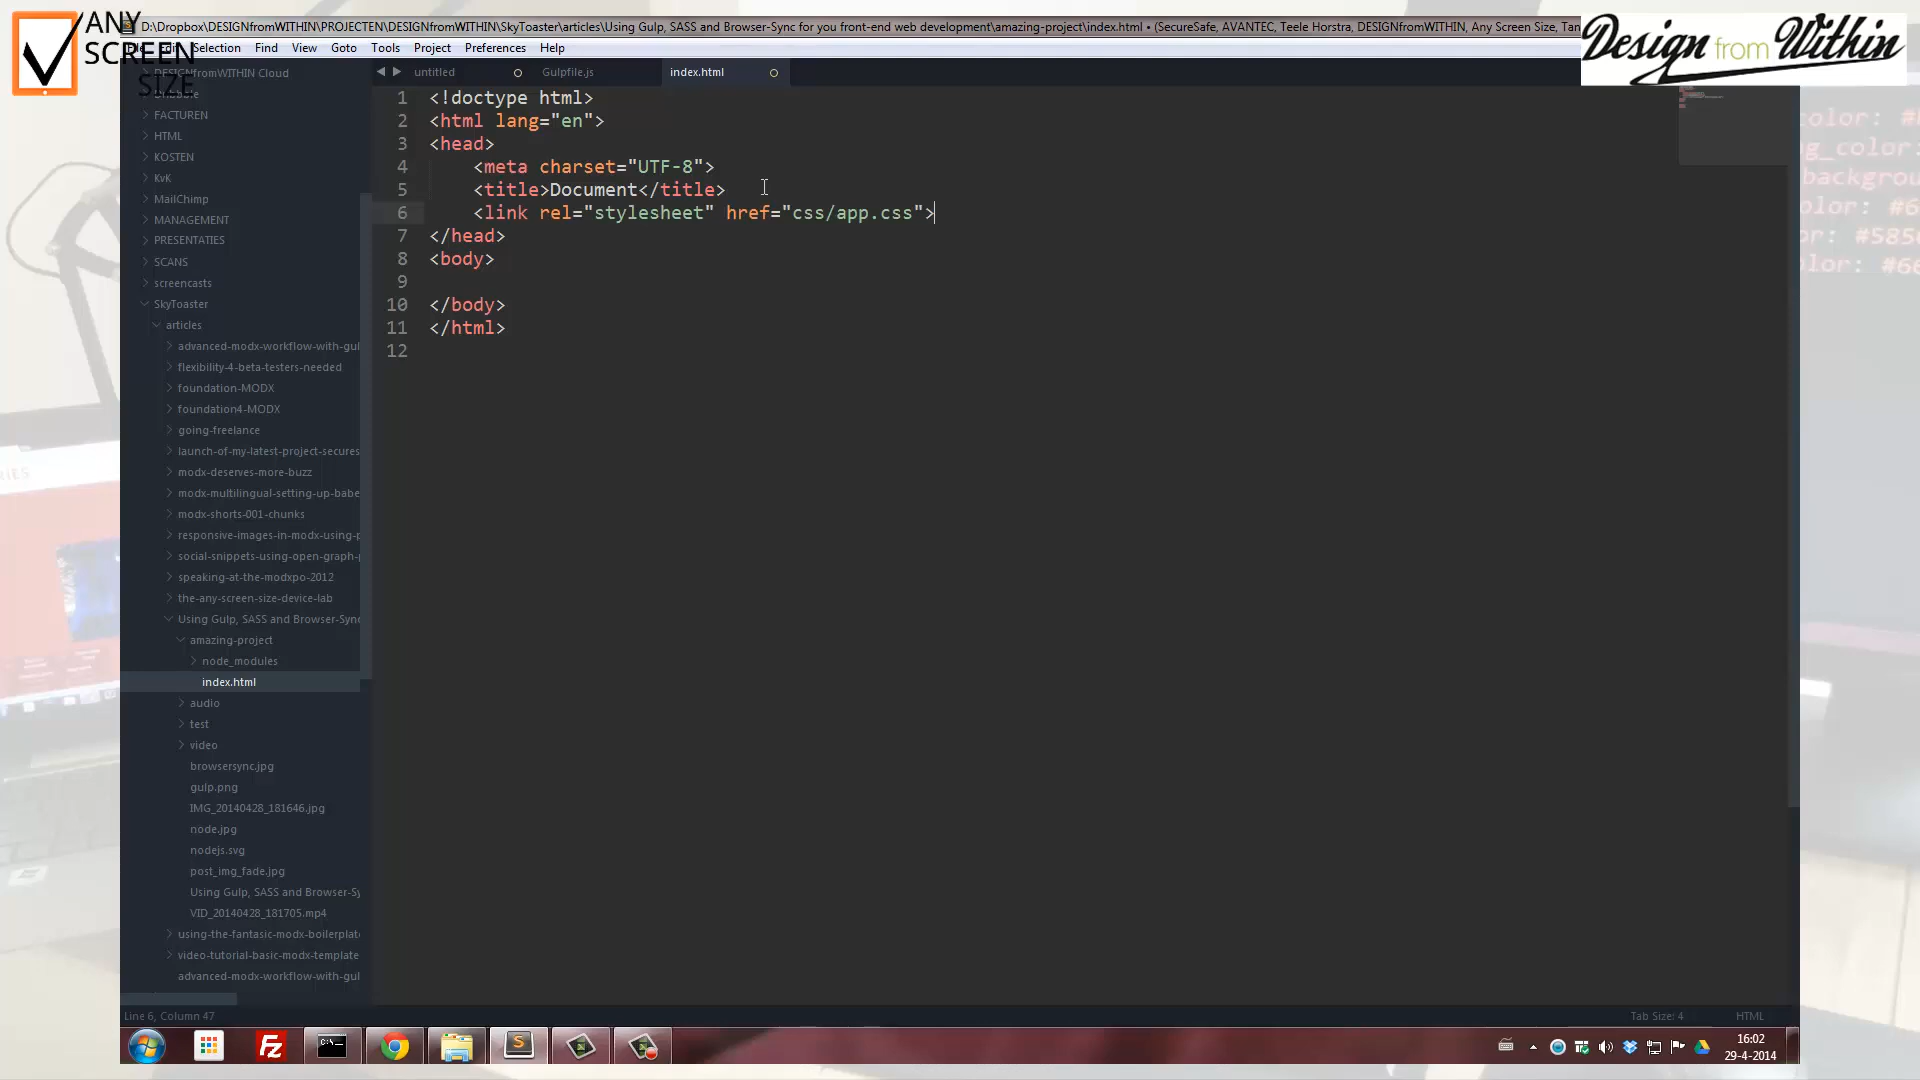 ANY
SCREEN
SIZE
D:\Dropbox\DESIGNfromWITHIN\PROJECTEN\DESIGNfromWITHIN\SkyToaster\articles\Using Gulp, SASS and Browser-Sync for you front-end web development\amazing-project\index.html • (SecureSafe, AVANTEC, Teele Horstra, DESIGNfromWITHIN, Any Screen Size, Tan
Design from Within
Selection Find View Goto Tools Project Preferences Help
untitled Gulpfile.js index.html
DESIGNfromWITHIN Cloud
Dribbble
FACTUREN
HTML
KOSTEN
KvK
MailChimp
MANAGEMENT
PRESENTATIES
SCANS
screencasts
SkyToaster
articles
advanced-modx-workflow-with-gul
flexibility-4-beta-testers-needed
foundation-MODX
foundation4-MODX
going-freelance
launch-of-my-latest-project-secures
modx-deserves-more-buzz
modx-multilingual-setting-up-babe
modx-shorts-001-chunks
responsive-images-in-modx-using-p
social-snippets-using-open-graph-
speaking-at-the-modxpo-2012
the-any-screen-size-device-lab
Using Gulp, SASS and Browser-Sync
amazing-project
node_modules
index.html
audio
test
video
browsersync.jpg
gulp.png
IMG_20140428_181646.jpg
node.jpg
nodejs.svg
post_img_fade.jpg
Using Gulp, SASS and Browser-Sy
VID_20140428_181705.mp4
using-the-fantasic-modx-boilerplate
video-tutorial-basic-modx-template
advanced-modx-workflow-with-gul
1 <!doctype html>
2 <html lang="en">
3 <head>
4 <meta charset="UTF-8">
5 <title>Document</title>
6 <link rel="stylesheet" href="css/app.css">
7 </head>
8 <body>
9
10 </body>
11 </html>
12
Line 6, Column 47
Tab Size: 4 HTML
16:02
29-4-2014